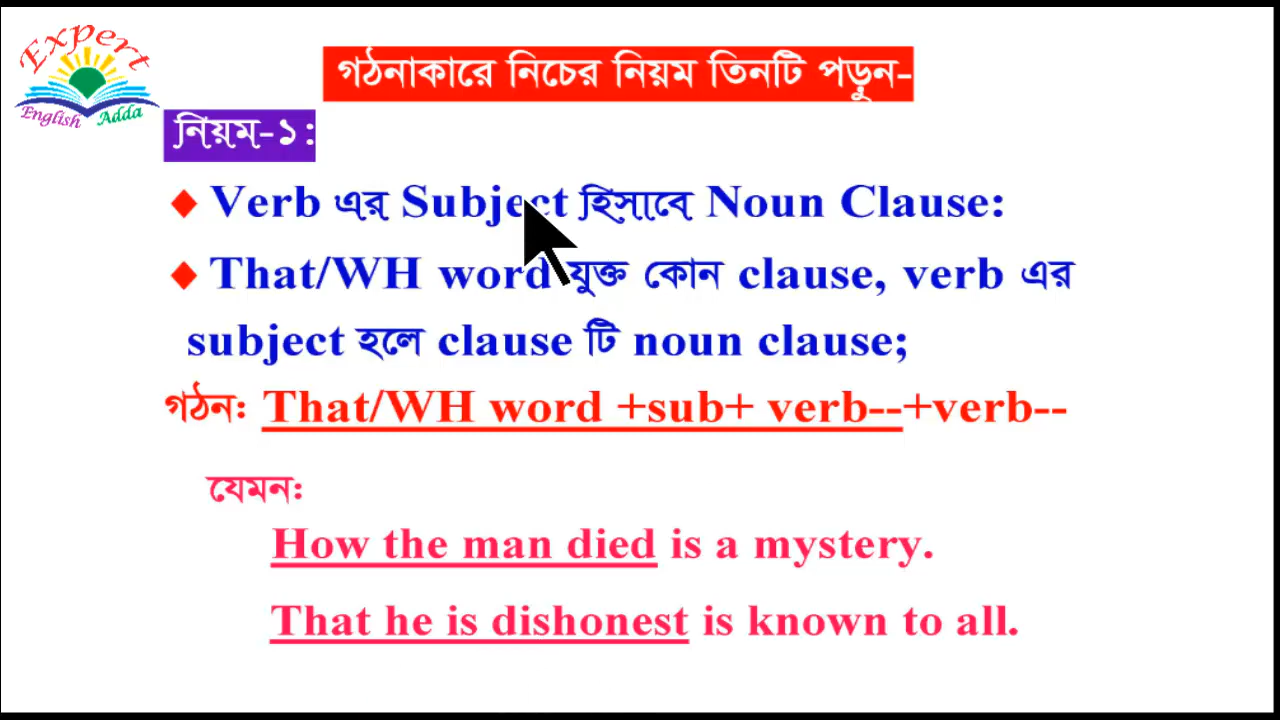 Expert
English Adda
গঠনাকারে নিচের নিয়ম তিনটি পড়ুন-
নিয়ম-১:
Verb এর Subject হিসাবে Noun Clause:
That/WH word যুক্ত কোন clause, verb এর
subject হলে clause টি noun clause;
গঠনঃ That/WH word +sub+ verb--+verb--
যেমনঃ
How the man died is a mystery.
That he is dishonest is known to all.